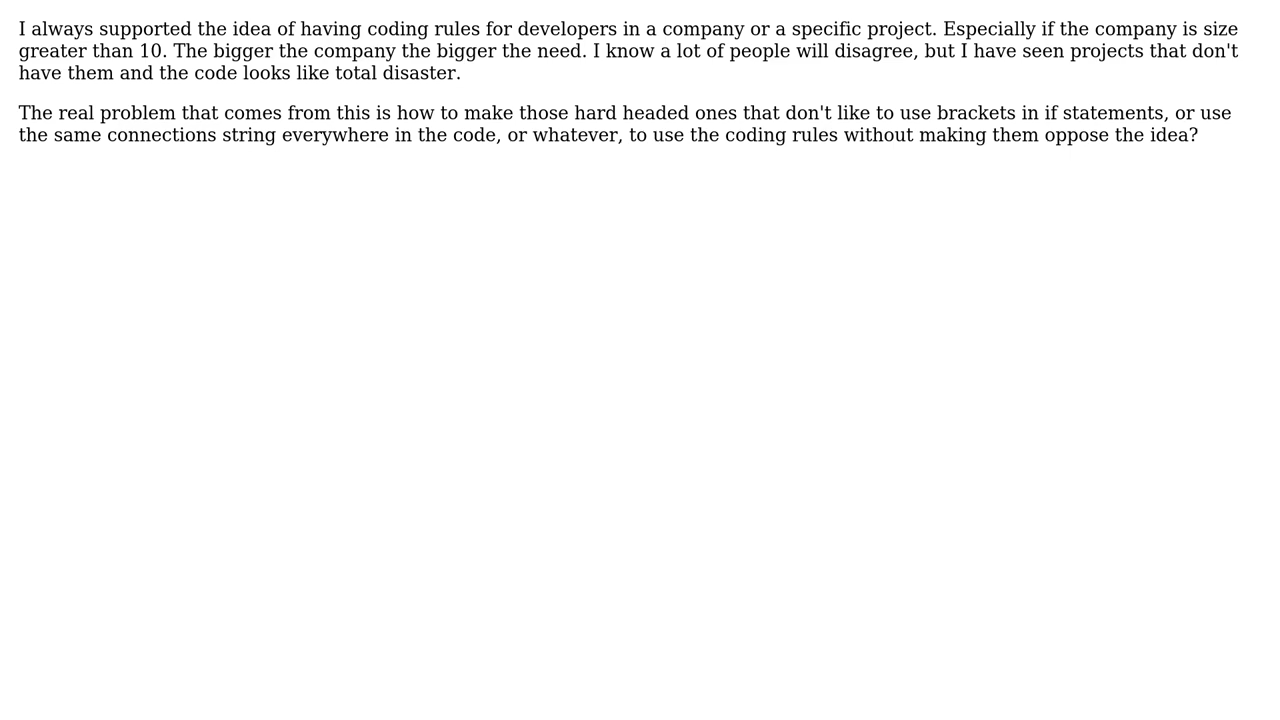 I always supported the idea of having coding rules for developers in a company or a specific project. Especially if the company is size
greater than 10. The bigger the company the bigger the need. I know a lot of people will disagree, but I have seen projects that don't
have them and the code looks like total disaster.
The real problem that comes from this is how to make those hard headed ones that don't like to use brackets in if statements, or use
the same connections string everywhere in the code, or whatever, to use the coding rules without making them oppose the idea?